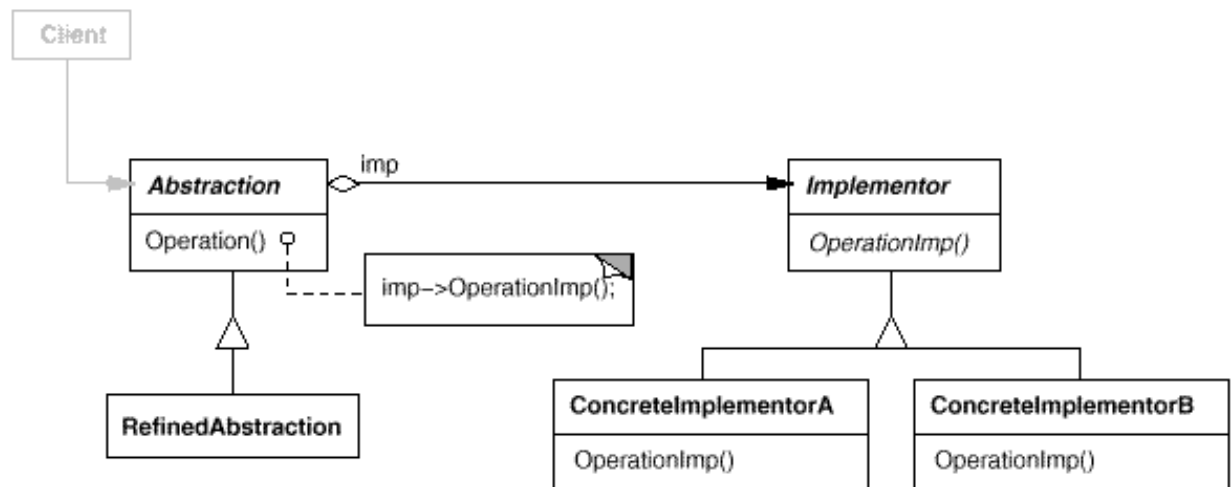 Client
imp
Abstraction
Implementor
Operation()
OperationImp()
imp->OperationImp();
RefinedAbstraction
ConcreteImplementorA
ConcreteImplementorB
OperationImp()
OperationImp()